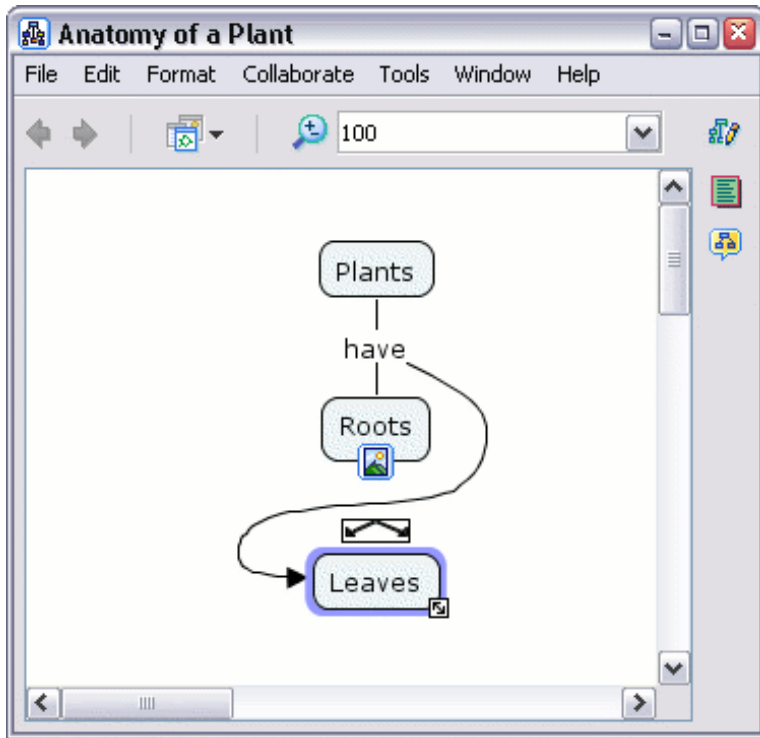 Anatomy of a Plant
File Edit Format Collaborate Tools Window Help
100
Plants
have
Roots
Leaves